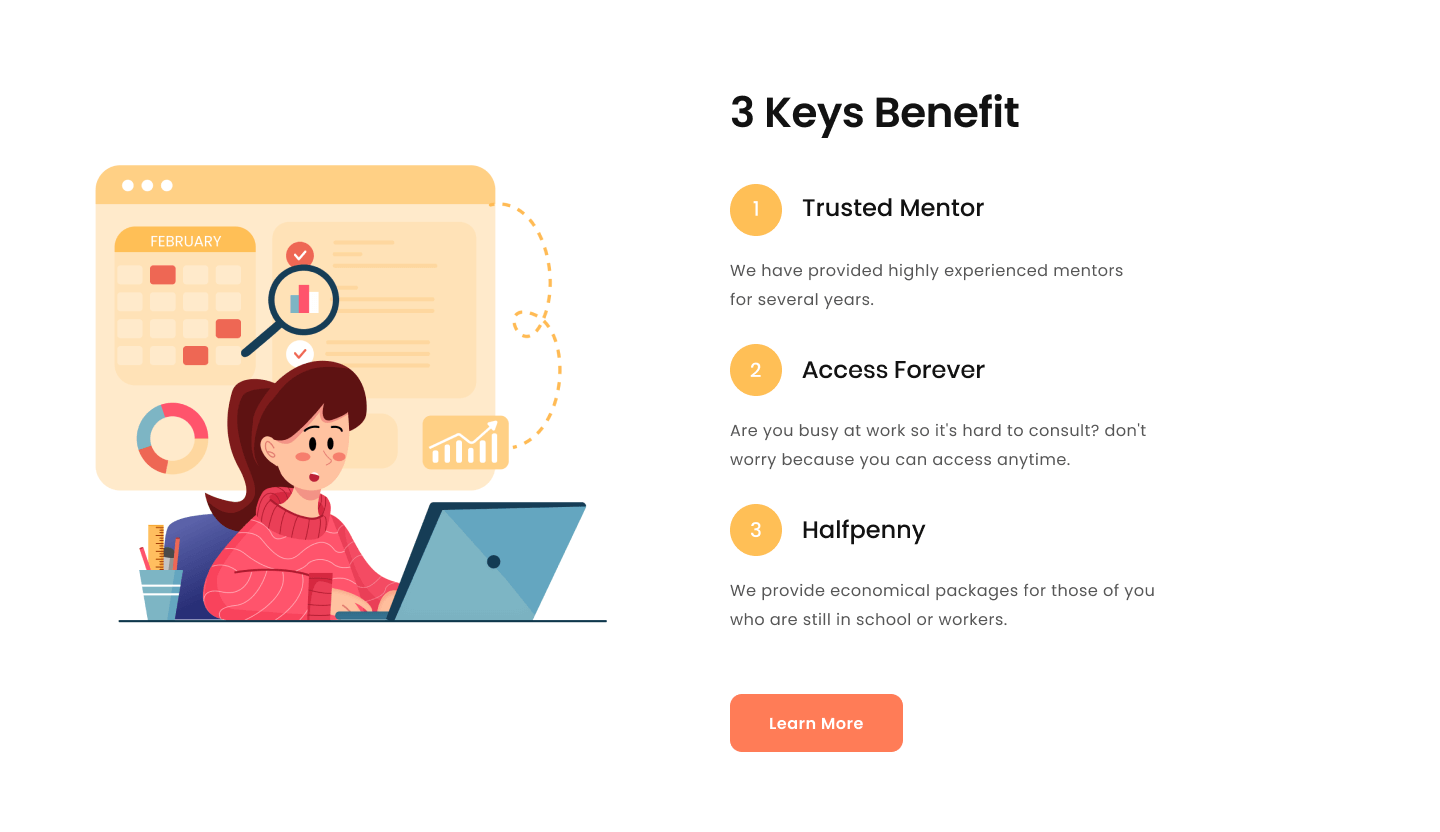 3 Keys Benefit
FEBRUARY
1
Trusted Mentor
We have provided highly experienced mentors
for several years.
2
Access Forever
Are you busy at work so it's hard to consult? don't
worry because you can access anytime.
3
Halfpenny
We provide economical packages for those of you
who are still in school or workers.
Learn More